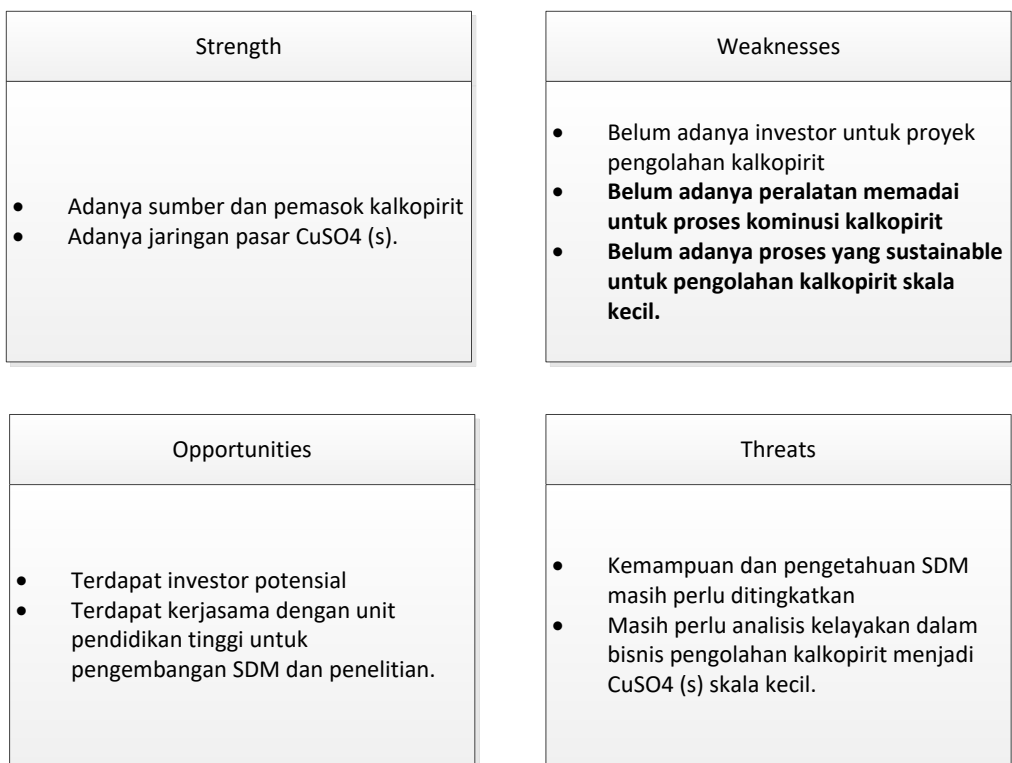 Strength
• Adanya sumber dan pemasok kalkopirit
• Adanya jaringan pasar CuSO4 (s).
Weaknesses
• Belum adanya investor untuk proyek
pengolahan kalkopirit
• Belum adanya peralatan memadai
untuk proses kominusi kalkopirit
• Belum adanya proses yang sustainable
untuk pengolahan kalkopirit skala
kecil.
Opportunities
• Terdapat investor potensial
• Terdapat kerjasama dengan unit
pendidikan tinggi untuk
pengembangan SDM dan penelitian.
Threats
• Kemampuan dan pengetahuan SDM
masih perlu ditingkatkan
• Masih perlu analisis kelayakan dalam
bisnis pengolahan kalkopirit menjadi
CuSO4 (s) skala kecil.